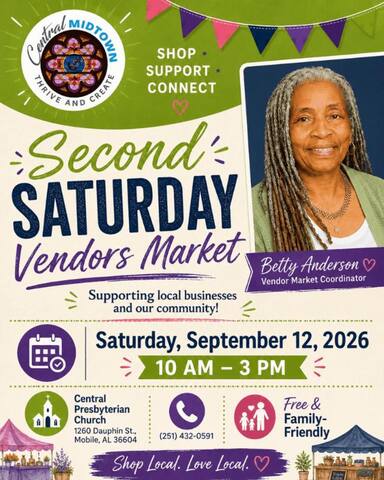 Central MIDTOWN
THRIVE AND CREATE
SHOP •
SUPPORT •
CONNECT
Second
SATURDAY
Vendors Market
Betty Anderson
Vendor Market Coordinator
Supporting local businesses
and our community!
Saturday, September 12, 2026
10 AM – 3 PM
Central
Presbyterian
Church
1260 Dauphin St.,
Mobile, AL 36604
(251) 432-0591
Free &
Family-
Friendly
Shop Local. Love Local.